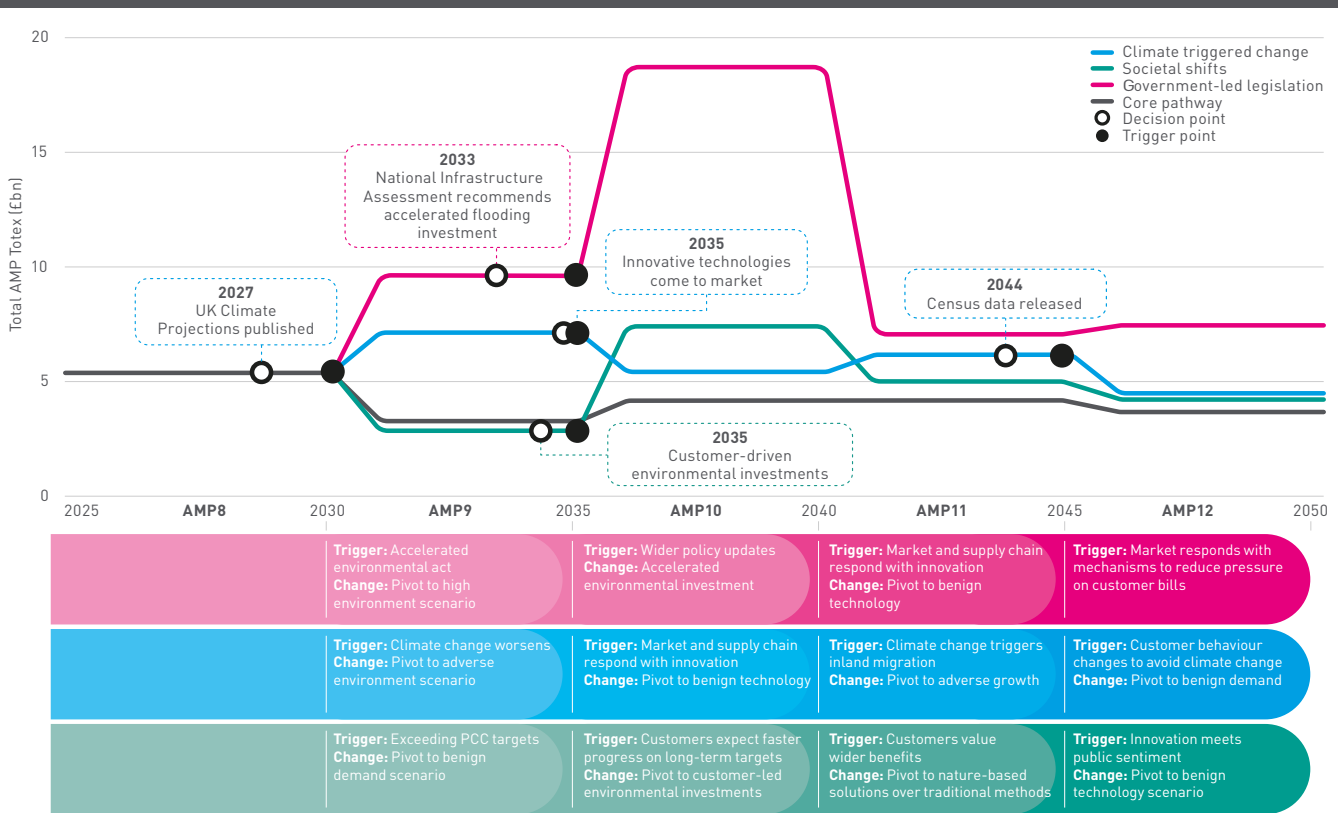 20
15
10
5
0
Total AMP Totex (£bn)
Climate triggered change
Societal shifts
Government-led legislation
Core pathway
Decision point
Trigger point
2033
National Infrastructure
Assessment recommends
accelerated flooding
investment
2035
Innovative technologies
come to market
2027
UK Climate
Projections published
2044
Census data released
2035
Customer-driven
environmental investments
2025 AMP8 2030 AMP9 2035 AMP10 2040 AMP11 2045 AMP12 2050
Trigger: Accelerated
environmental act
Change: Pivot to high
environment scenario
Trigger: Wider policy updates
Change: Accelerated
environmental investment
Trigger: Market and supply chain
respond with innovation
Change: Pivot to benign
technology
Trigger: Market responds with
mechanisms to reduce pressure
on customer bills
Trigger: Climate change worsens
Change: Pivot to adverse
environment scenario
Trigger: Market and supply chain
respond with innovation
Change: Pivot to benign technology
Trigger: Climate change triggers
inland migration
Change: Pivot to adverse growth
Trigger: Customer behaviour
changes to avoid climate change
Change: Pivot to benign demand
Trigger: Exceeding PCC targets
Change: Pivot to benign
demand scenario
Trigger: Customers expect faster
progress on long-term targets
Change: Pivot to customer-led
environmental investments
Trigger: Customers value
wider benefits
Change: Pivot to nature-based
solutions over traditional methods
Trigger: Innovation meets
public sentiment
Change: Pivot to benign
technology scenario